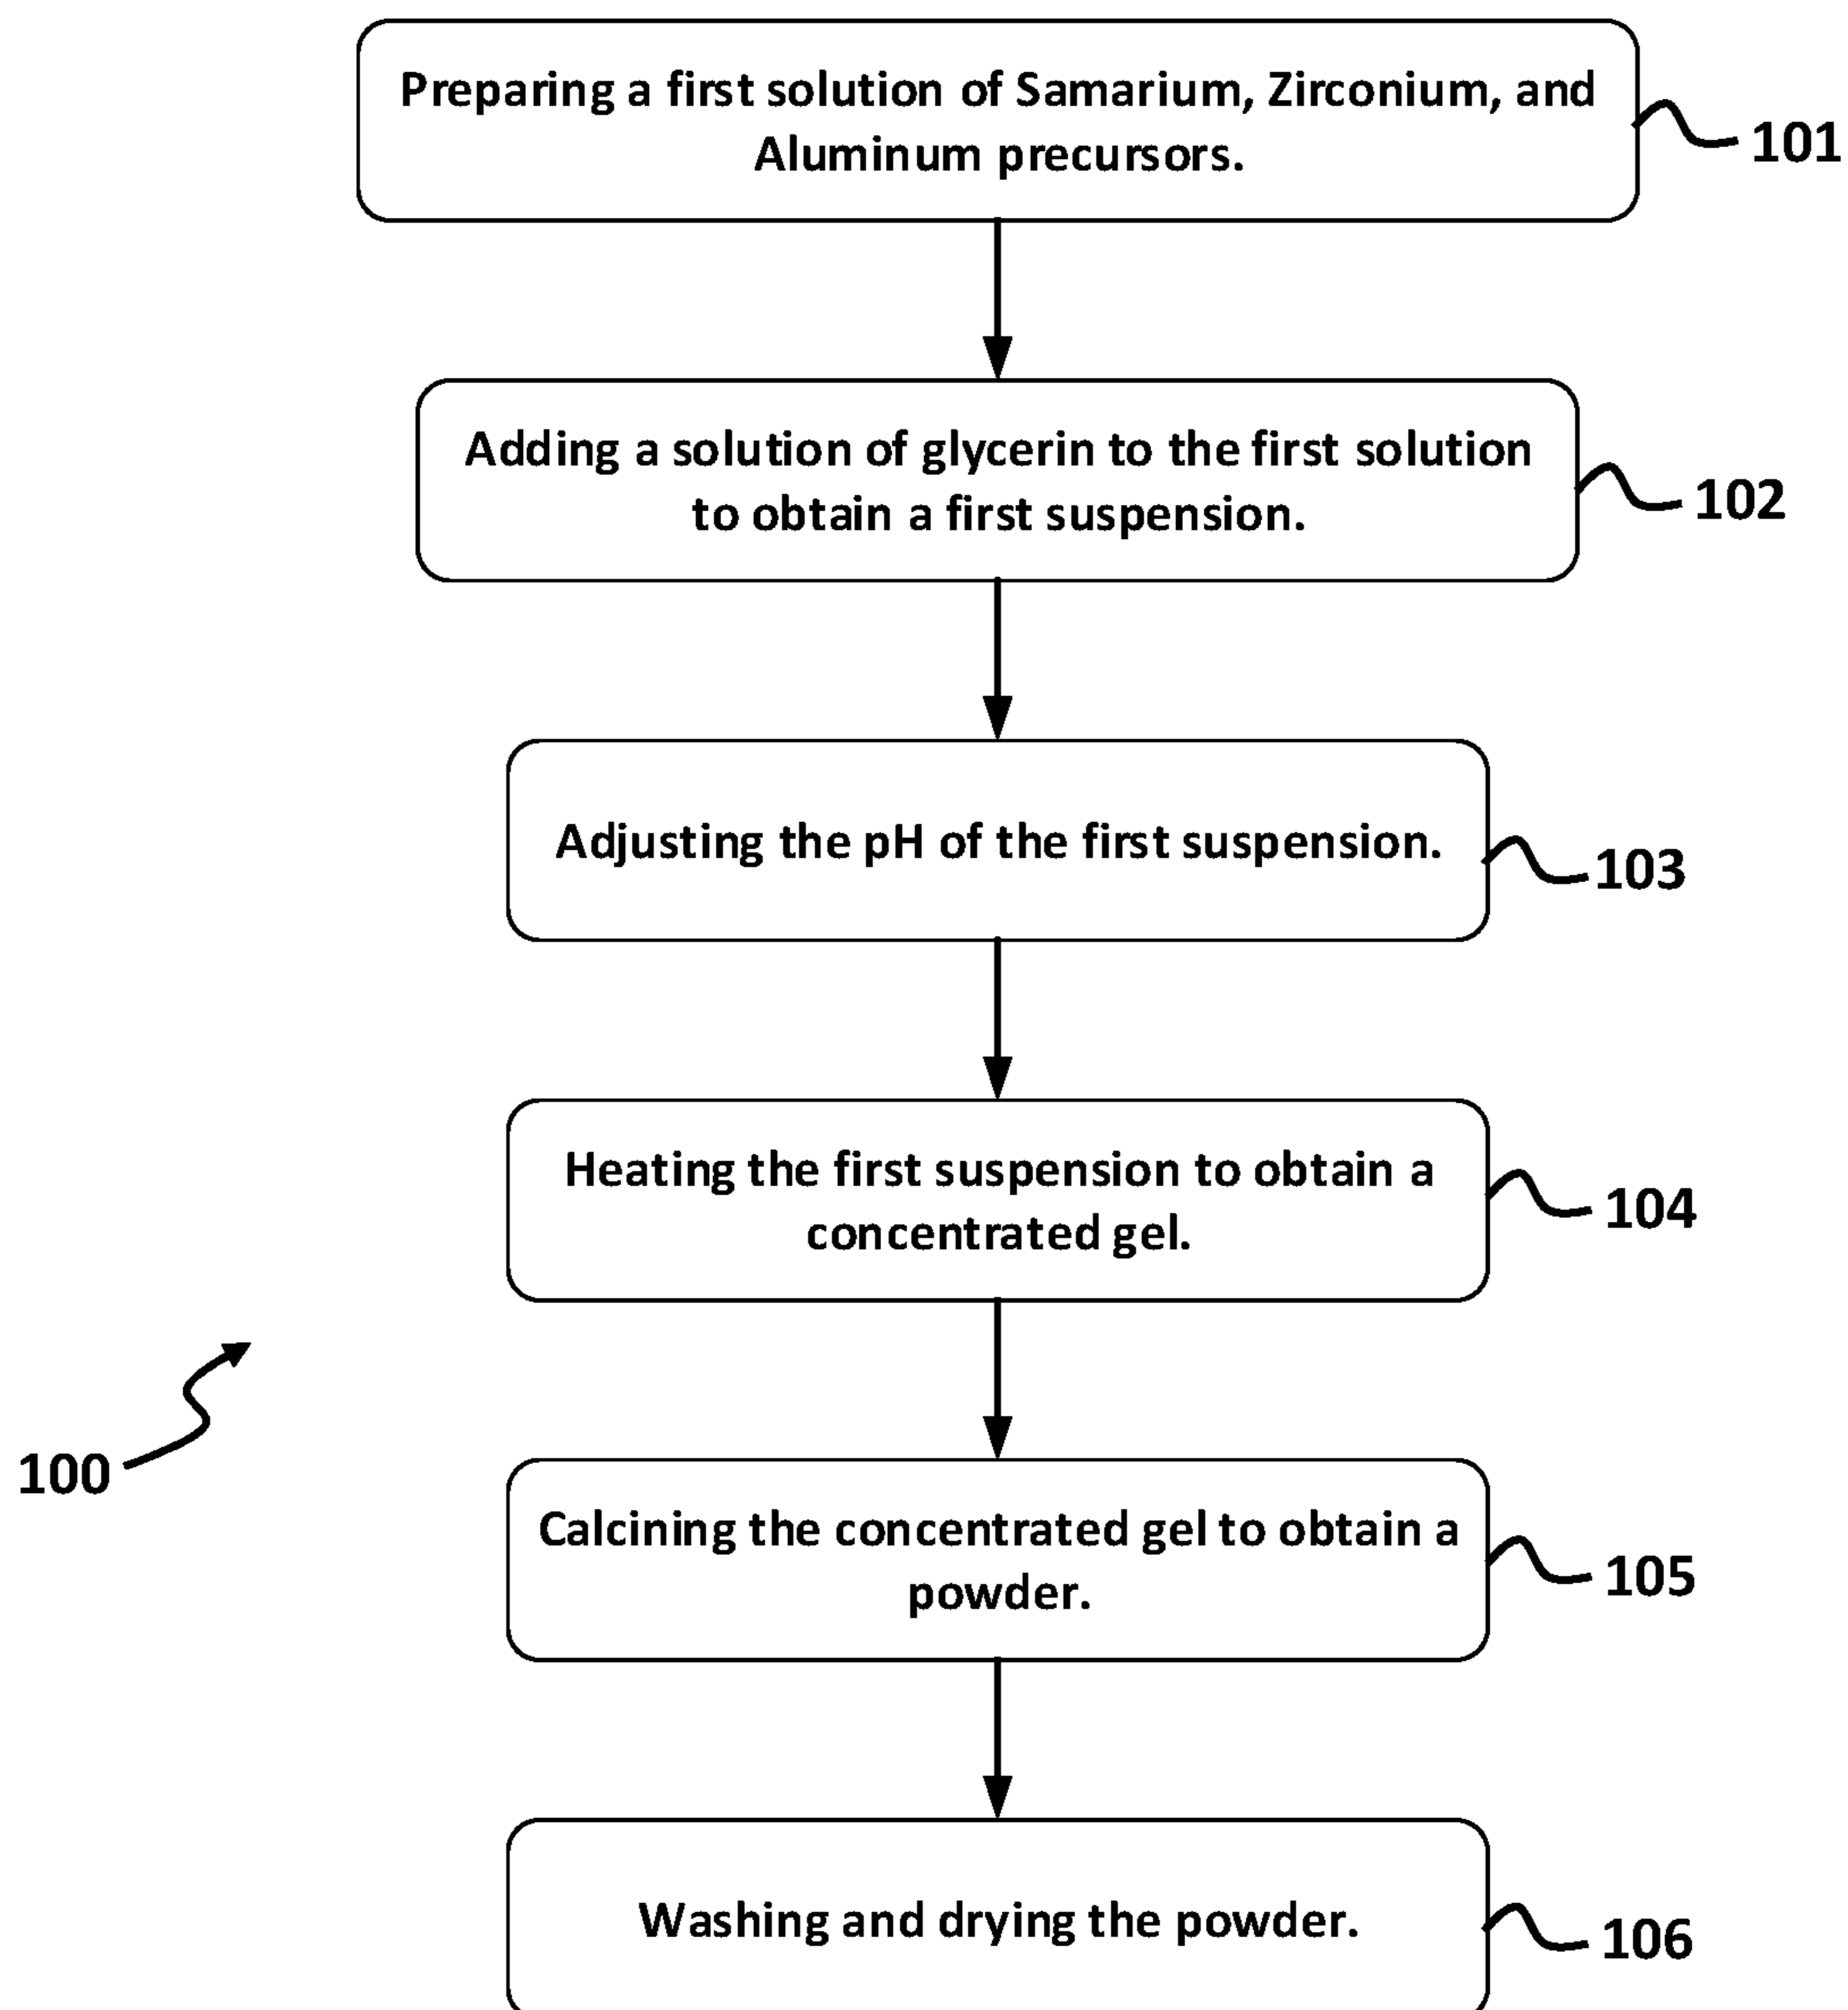 Preparing a first solution of Samarium, Zirconium, and
Aluminum precursors.
101
Adding a solution of glycerin to the first solution
to obtain a first suspension.
102
Adjusting the pH of the first suspension.
103
Heating the first suspension to obtain a
concentrated gel.
104
100
Calcining the concentrated gel to obtain a
powder.
105
Washing and drying the powder.
106